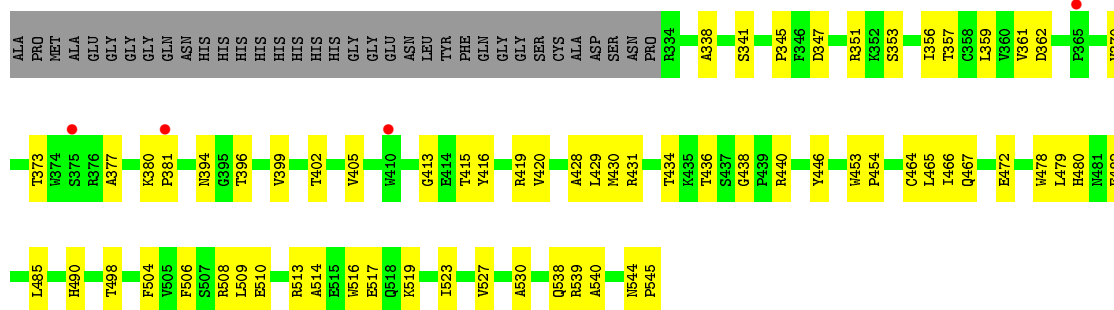 ALA PRO MET ALA GLU GLY GLY GLY GLN ASN HIS HIS HIS HIS HIS HIS HIS HIS GLY GLY GLU ASN LEU TYR PHE GLN GLY GLY SER CYS ALA ASP SER ASN PRO R334 A338 S341 P345 F346 D347 R351 K352 S353 I356 T357 C358 L359 V360 V361 D362 P365
T373 W374 S375 R376 A377 K380 P381 N394 G395 T396 V399 T402 V405 W410 G413 E414 T415 Y416 R419 V420 A428 L429 M430 R431 T434 K435 T436 S437 G438 P439 R440 Y446 W453 P454 C464 L465 I466 Q467 E472 W478 L479 H480 N481
L485 H490 T498 F504 V505 F506 S507 R508 L509 E510 R513 A514 E515 W516 E517 Q518 K519 I523 V527 A530 Q538 R539 A540 N544 P545